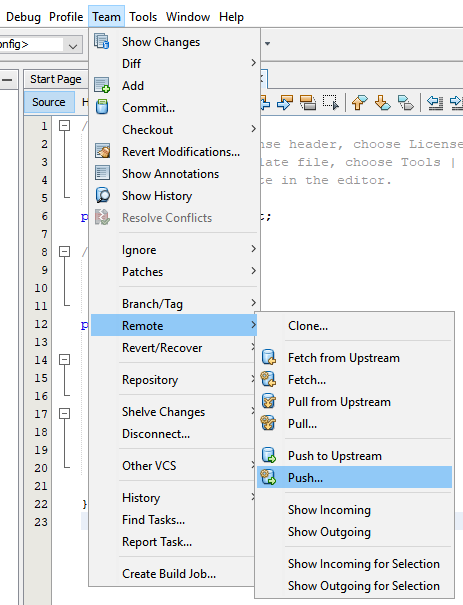 Debug Profile Team Tools Window Help
onfig>
Start Page
Source
Show Changes
Diff
Add
Commit...
Checkout
Revert Modifications...
Show Annotations
Show History
Resolve Conflicts
Ignore
Patches
Branch/Tag
Remote
Revert/Recover
Repository
Shelve Changes
Disconnect...
Other VCS
History
Find Tasks...
Report Task...
Create Build Job...
Clone...
Fetch from Upstream
Fetch...
Pull from Upstream
Pull...
Push to Upstream
Push...
Show Incoming
Show Outgoing
Show Incoming for Selection
Show Outgoing for Selection
1 /
2 nse header, choose License
3 late file, choose Tools |
4 te in the editor.
5
6 p t;
7
8 /
9
10
11
12 p
13
14
15
16
17
18
19
20
21
22 }
23